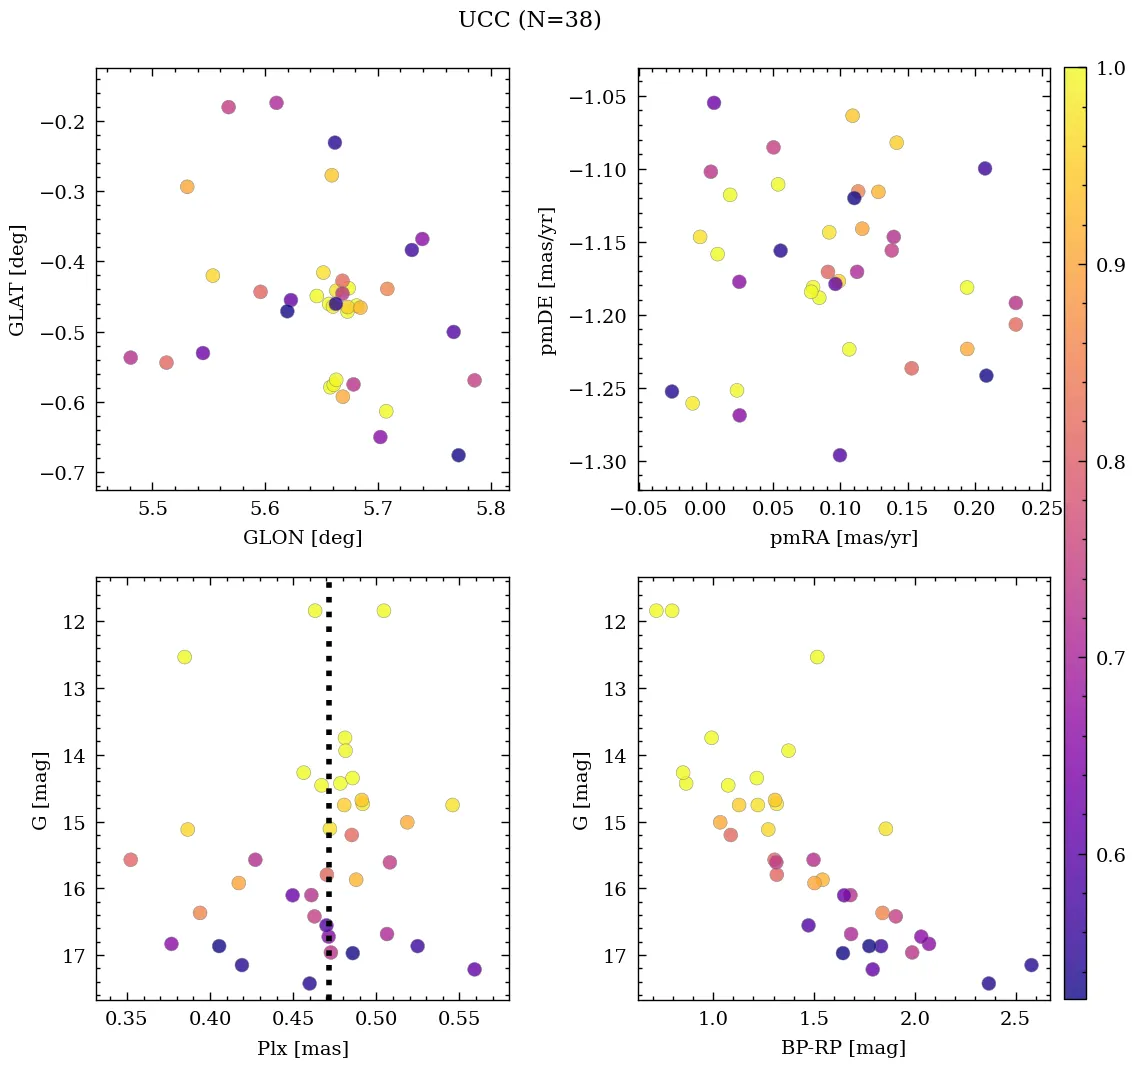 UCC (N=38)
−0.2
−0.3
−0.4
−0.5
−0.6
−0.7
GLAT [deg]
5.5 5.6 5.7 5.8
GLON [deg]
−1.05
−1.10
−1.15
−1.20
−1.25
−1.30
pmDE [mas/yr]
−0.05 0.00 0.05 0.10 0.15 0.20 0.25
pmRA [mas/yr]
12
13
14
15
16
17
G [mag]
0.35 0.40 0.45 0.50 0.55
Plx [mas]
12
13
14
15
16
17
G [mag]
1.0 1.5 2.0 2.5
BP-RP [mag]
1.0
0.9
0.8
0.7
0.6